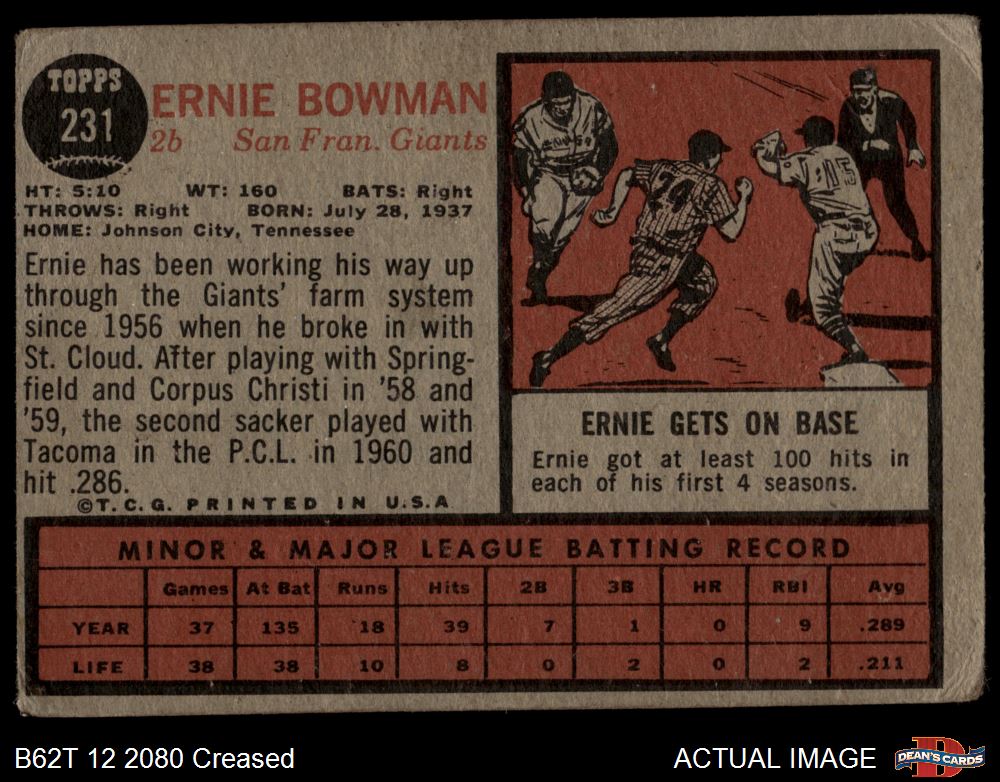 TOPPS
231
ERNIE BOWMAN
2b San Fran. Giants
HT: 5:10 WT: 160 BATS: Right
THROWS: Right BORN: July 28, 1937
HOME: Johnson City, Tennessee
Ernie has been working his way up
through the Giants' farm system
since 1956 when he broke in with
St. Cloud. After playing with Spring-
field and Corpus Christi in '58 and
'59, the second sacker played with
Tacoma in the P.C.L. in 1960 and
hit .286.
©T.C.G. PRINTED IN U.S.A
24
ERNIE GETS ON BASE
Ernie got at least 100 hits in
each of his first 4 seasons.
MINOR & MAJOR LEAGUE BATTING RECORD
Games At Bat Runs Hits 2B 3B HR RBI Avg
YEAR 37 135 18 39 7 1 0 9 .289
LIFE 38 38 10 8 0 2 0 2 .211
B62T 12 2080 Creased
ACTUAL IMAGE
DEAN'S CARDS